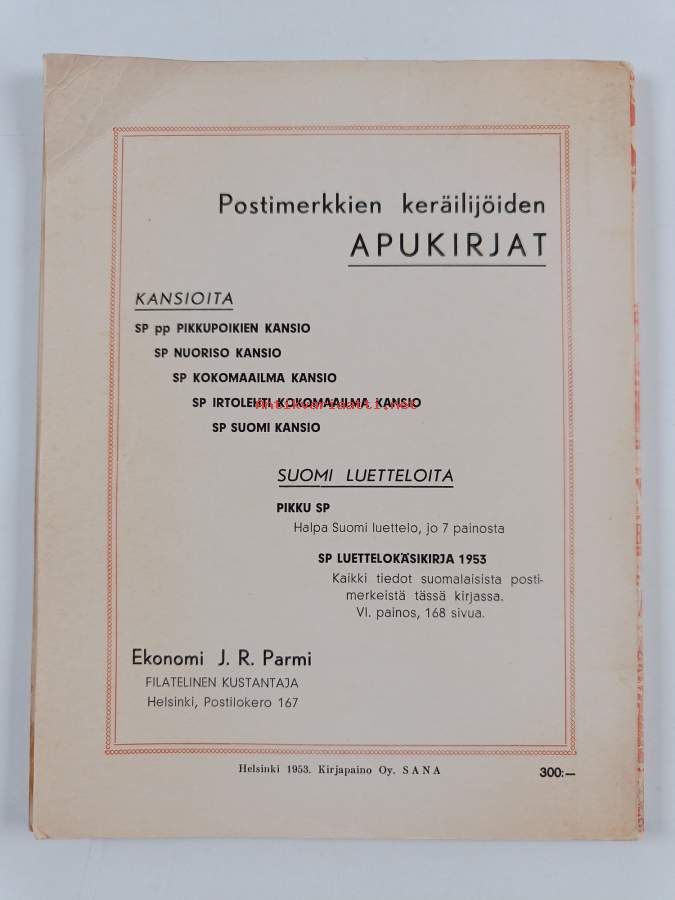 Postimerkkien keräilijöiden
APUKIRJAT
KANSIOITA
SP pp PIKKUPOIKIEN KANSIO
SP NUORISO KANSIO
SP KOKOMAAILMA KANSIO
SP IRTOLEHTI KOKOMAAILMA KANSIO
Antikvariaatti.net
SP SUOMI KANSIO
SUOMI LUETTELOITA
PIKKU SP
Halpa Suomi luettelo, jo 7 painosta
SP LUETTELOKÄSIKIRJA 1953
Kaikki tiedot suomalaisista posti-
merkeistä tässä kirjassa.
VI. painos, 168 sivua.
Ekonomi J. R. Parmi
FILATELINEN KUSTANTAJA
Helsinki, Postilokero 167
Helsinki 1953. Kirjapaino Oy. SANA
300:—